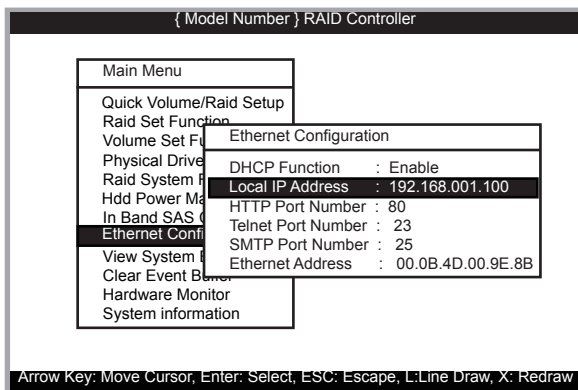 { Model Number } RAID Controller
Main Menu
Quick Volume/Raid Setup
Raid Set Function
Volume Set Fu
Physical Drive
Raid System
Hdd Power Ma
In Band SAS
Ethernet Confi
View System
Clear Event Buffer
Hardware Monitor
System information
Ethernet Configuration
DHCP Function : Enable
Local IP Address : 192.168.001.100
HTTP Port Number : 80
Telnet Port Number : 23
SMTP Port Number : 25
Ethernet Address : 00.0B.4D.00.9E.8B
Arrow Key: Move Cursor, Enter: Select, ESC: Escape, L:Line Draw, X: Redraw